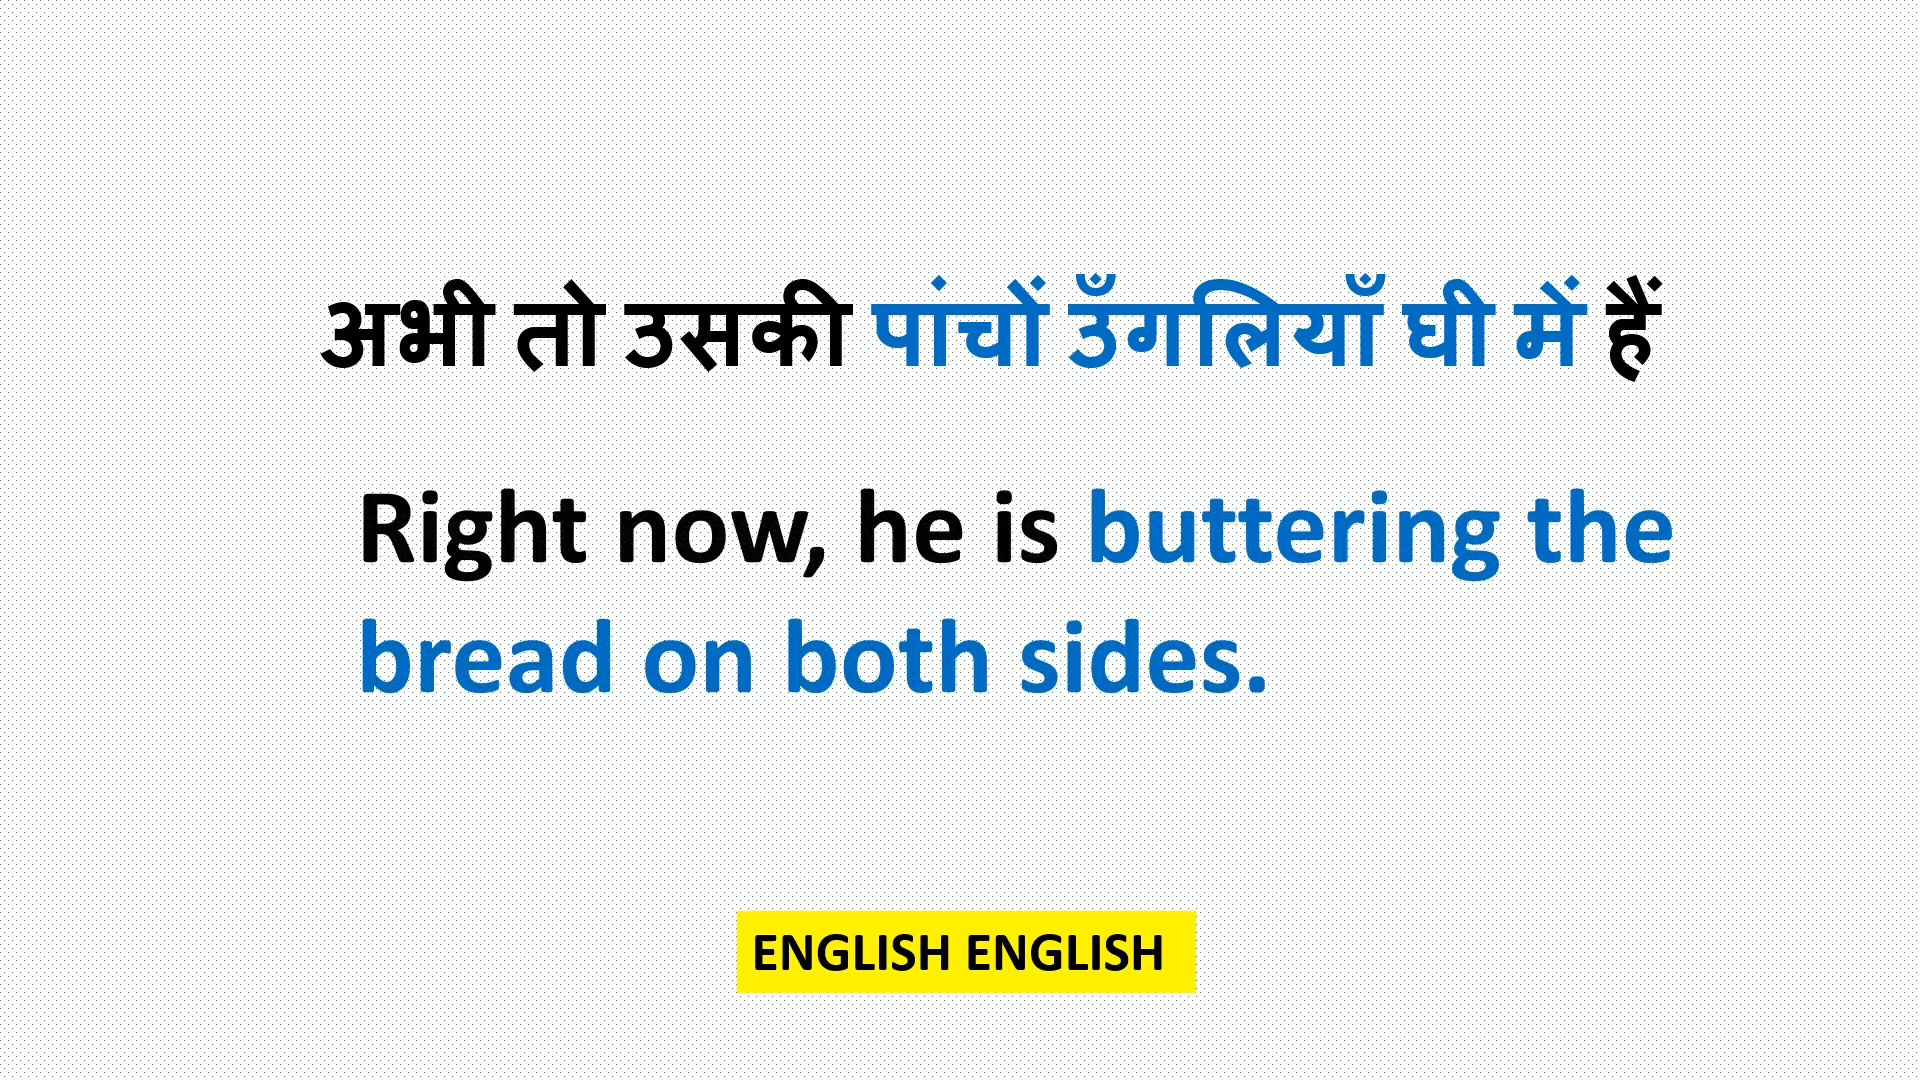 अभी तो उसकी पांचों उँगलियाँ घी में हैं
Right now, he is buttering the
bread on both sides.
ENGLISH ENGLISH